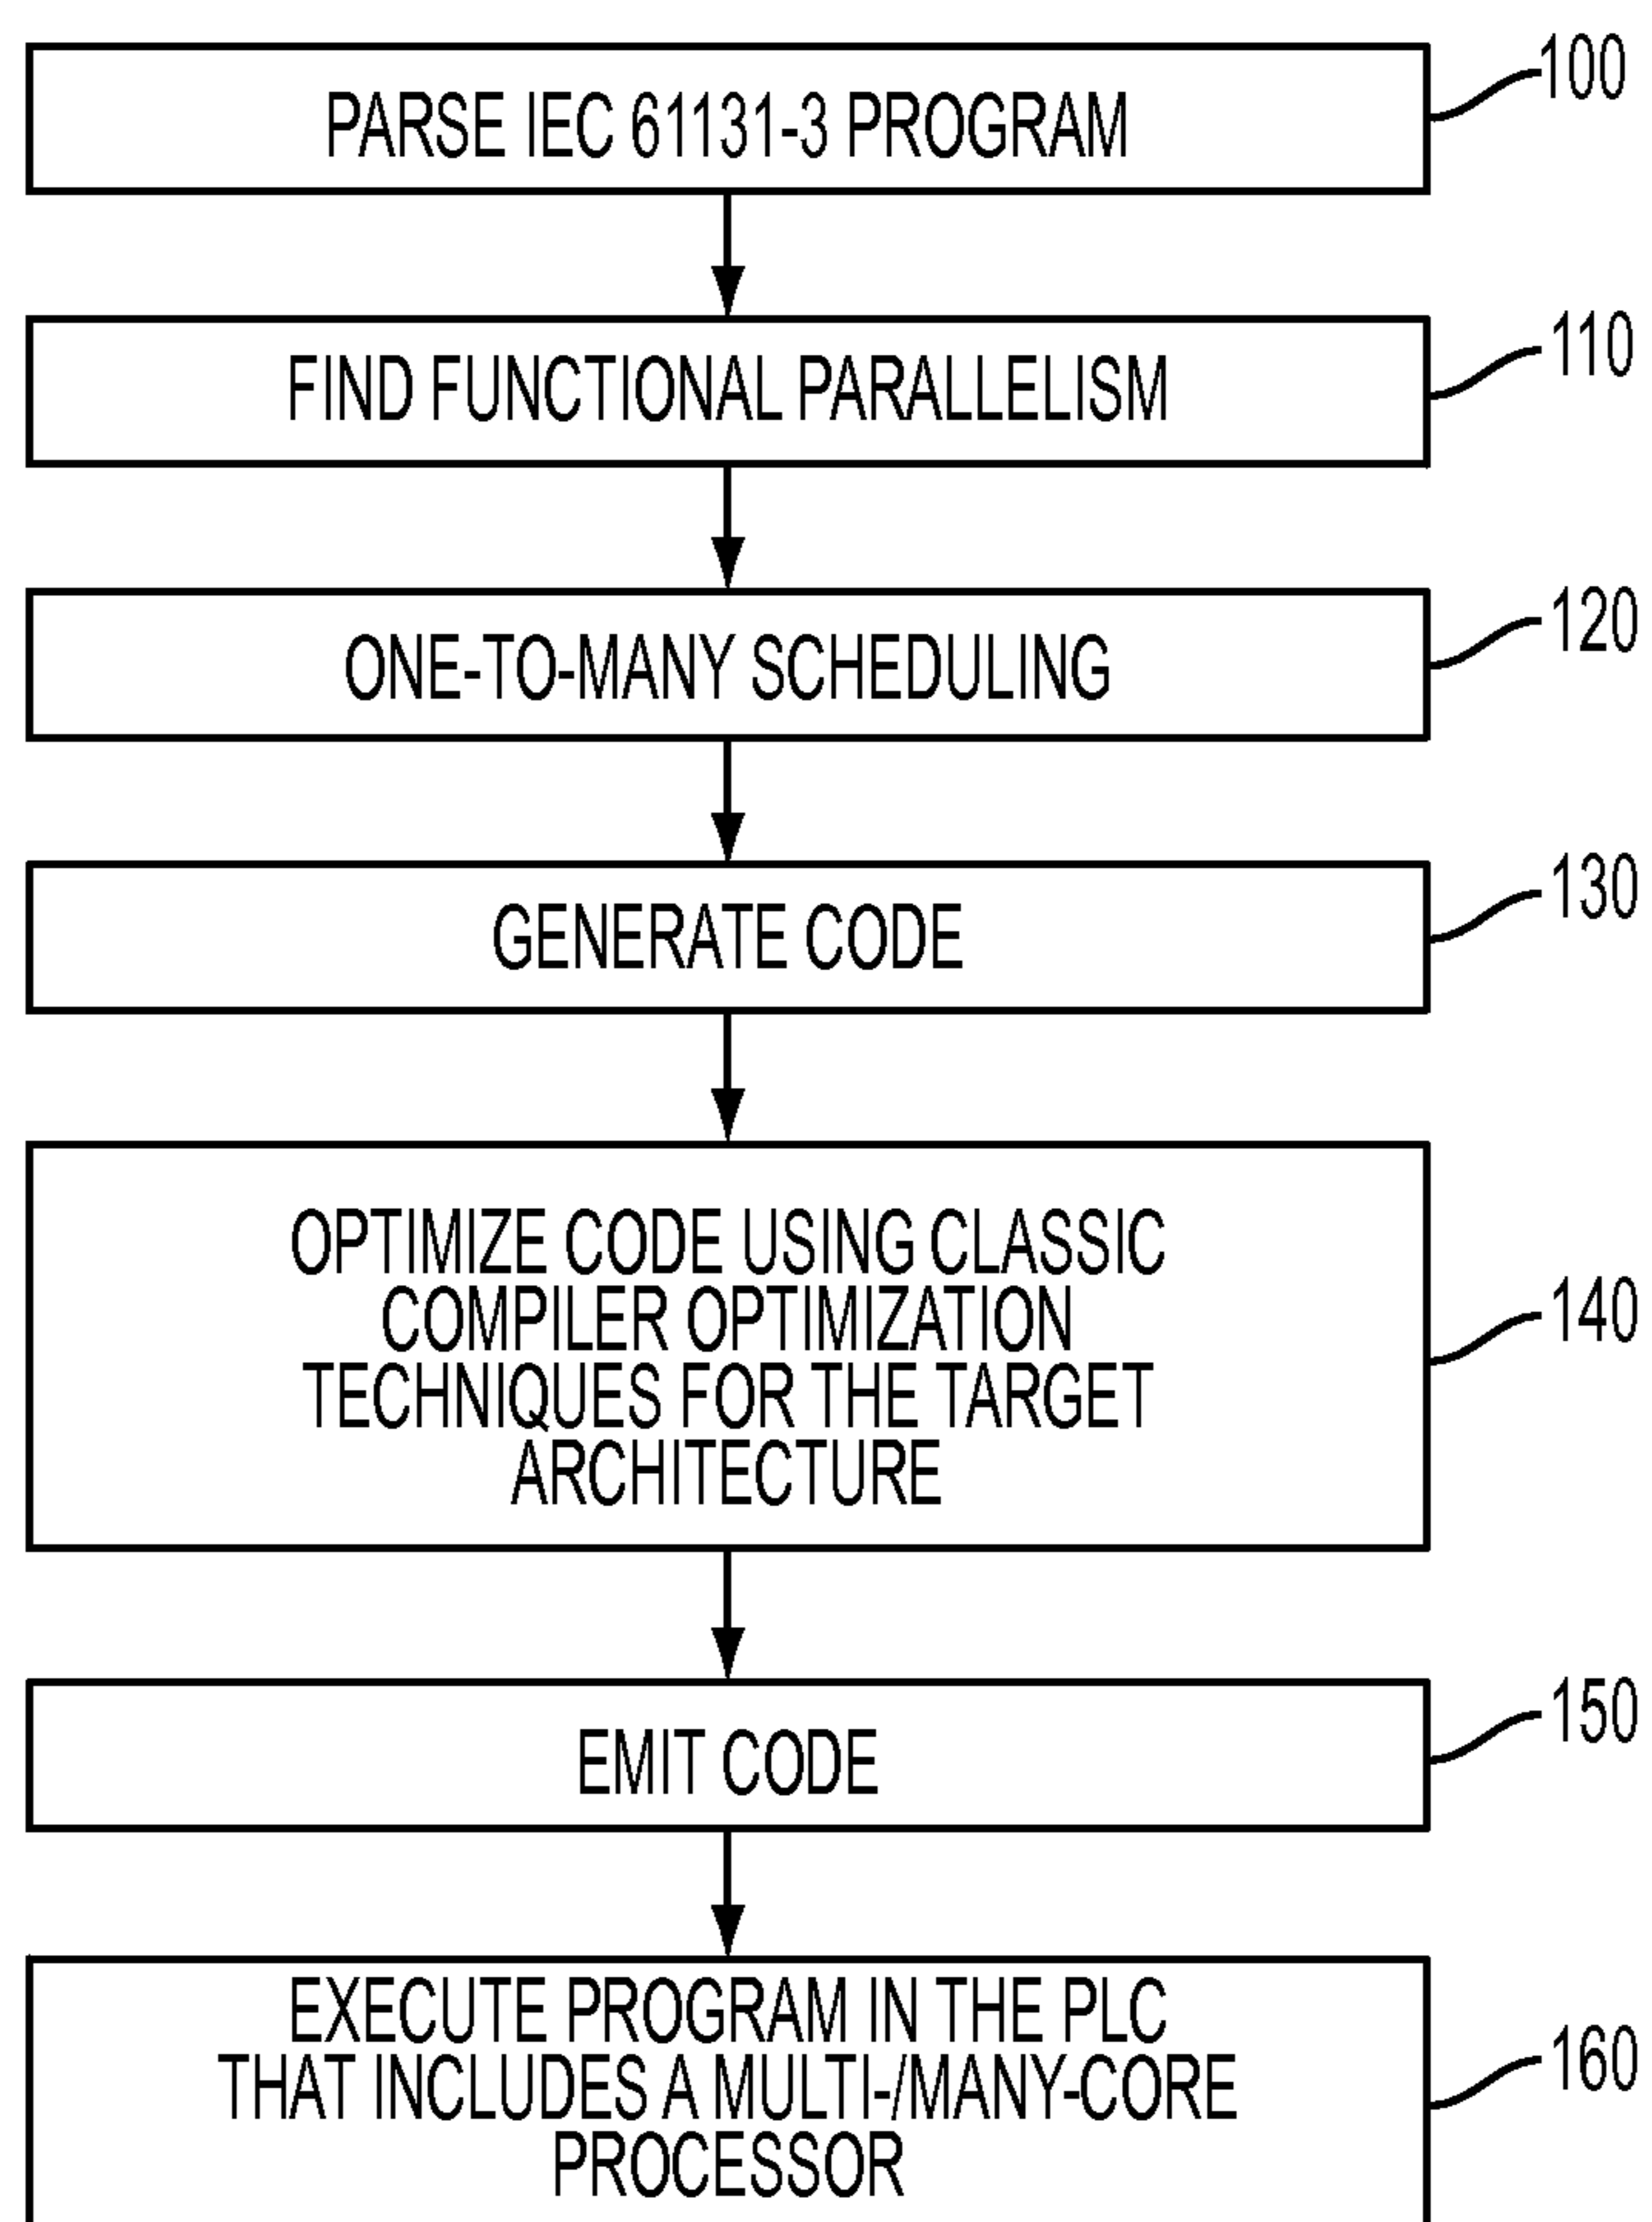 PARSE IEC 61131-3 PROGRAM
100
FIND FUNCTIONAL PARALLELISM
110
ONE-TO-MANY SCHEDULING
120
GENERATE CODE
130
OPTIMIZE CODE USING CLASSIC
COMPILER OPTIMIZATION
TECHNIQUES FOR THE TARGET
ARCHITECTURE
140
EMIT CODE
150
EXECUTE PROGRAM IN THE PLC
THAT INCLUDES A MULTI-/MANY-CORE
PROCESSOR
160